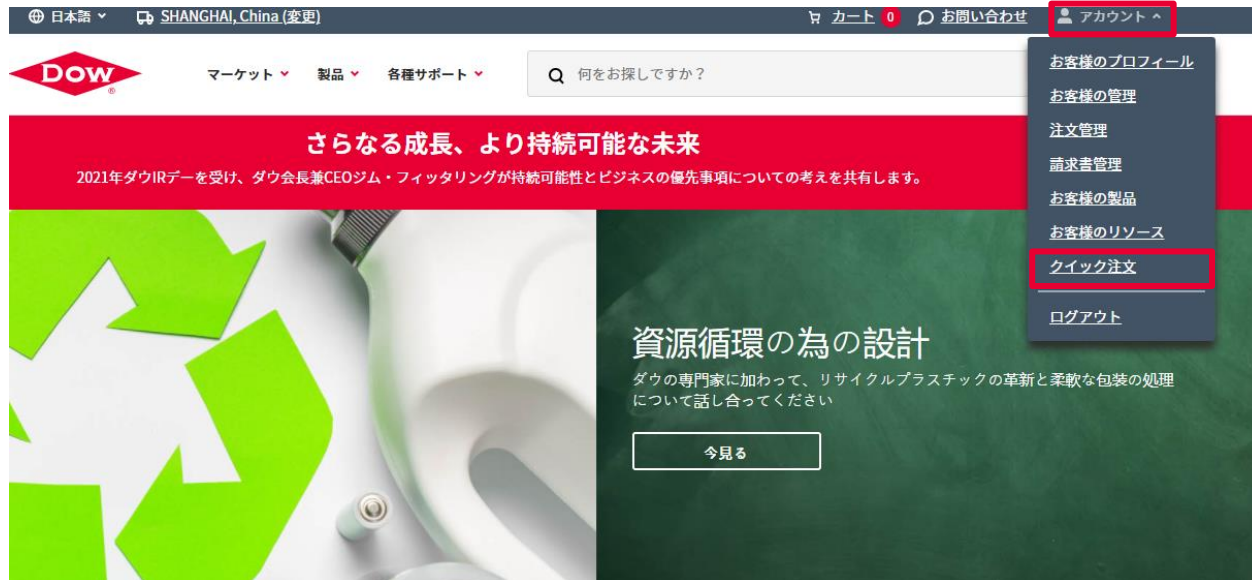 日本語 SHANGHAI, China (変更) カート 0 お問い合わせ アカウント
DOW マーケット 製品 各種サポート 何をお探しですか？
お客様のプロフィール
お客様の管理
注文管理
請求書管理
お客様の製品
お客様のリソース
クイック注文
ログアウト
さらなる成長、より持続可能な未来
2021年ダウIRデーを受け、ダウ会長兼CEOジム・フィッタリングが持続可能性とビジネスの優先事項についての考えを共有します。
資源循環の為の設計
ダウの専門家に加わって、リサイクルプラスチックの革新と柔軟な包装の処理
について話し合ってください
今見る